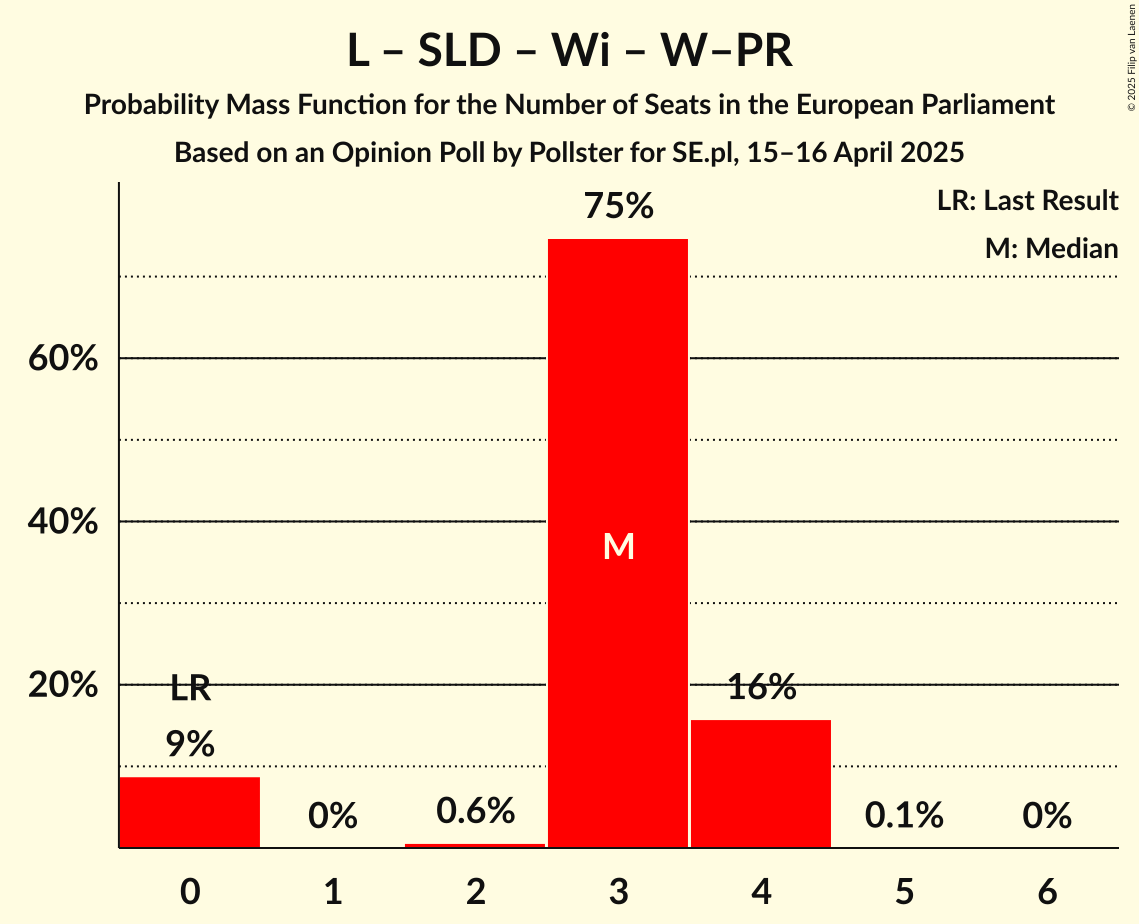 L – SLD – Wi – W–PR
Probability Mass Function for the Number of Seats in the European Parliament
Based on an Opinion Poll by Pollster for SE.pl, 15–16 April 2025
© 2025 Filip van Laenen
LR: Last Result
M: Median
75%
60%
40%
M
20%
LR
16%
9%
0%
0.6%
0.1%
0%
0 1 2 3 4 5 6